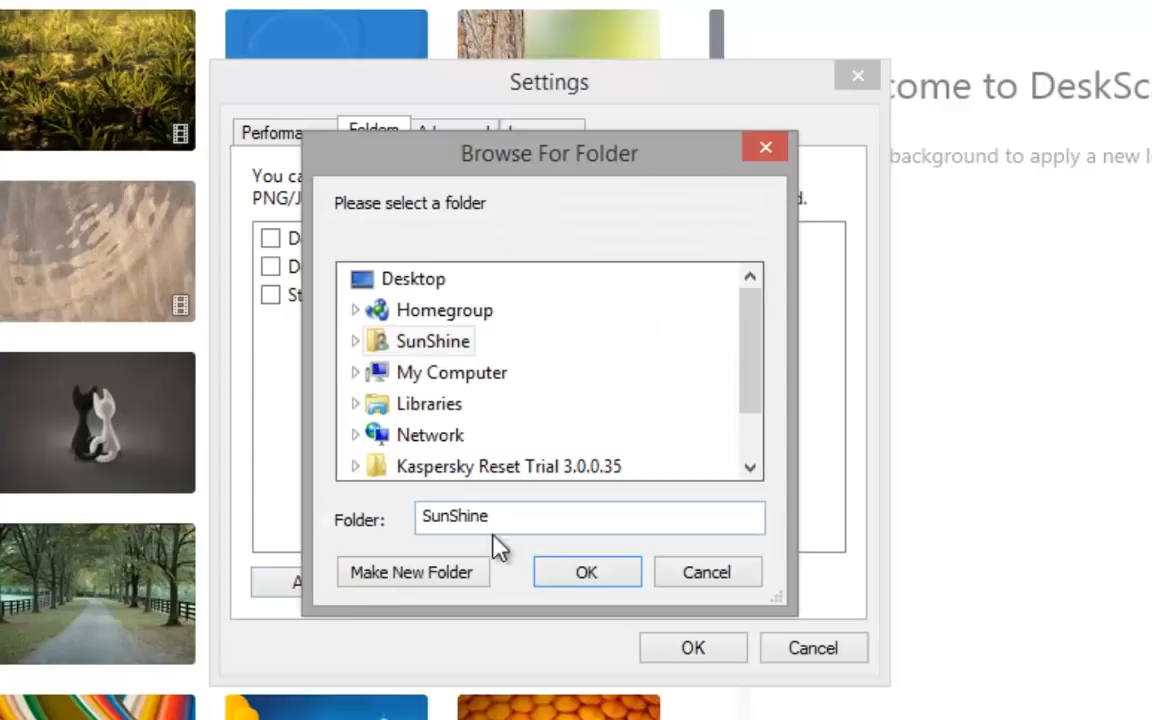 Settings
come to DeskSc
Performa
Folders
Browse For Folder
background to apply a new l
You ca
PNG/J
d.
Please select a folder
D
D
St
Desktop
Homegroup
SunShine
My Computer
Libraries
Network
Kaspersky Reset Trial 3.0.0.35
Folder:
SunShine
A
Make New Folder
OK
Cancel
OK
Cancel